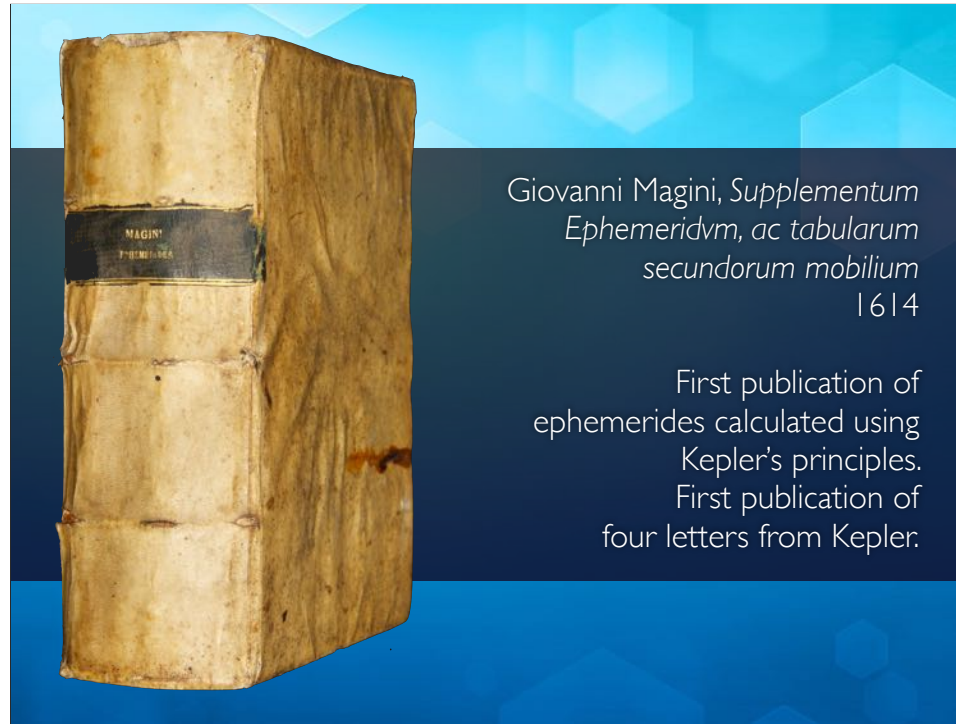 MAGINI
EPHEMERIDES
Giovanni Magini, Supplementum
Ephemeridvm, ac tabularum
secundorum mobilium
1614
First publication of
ephemerides calculated using
Kepler’s principles.
First publication of
four letters from Kepler.